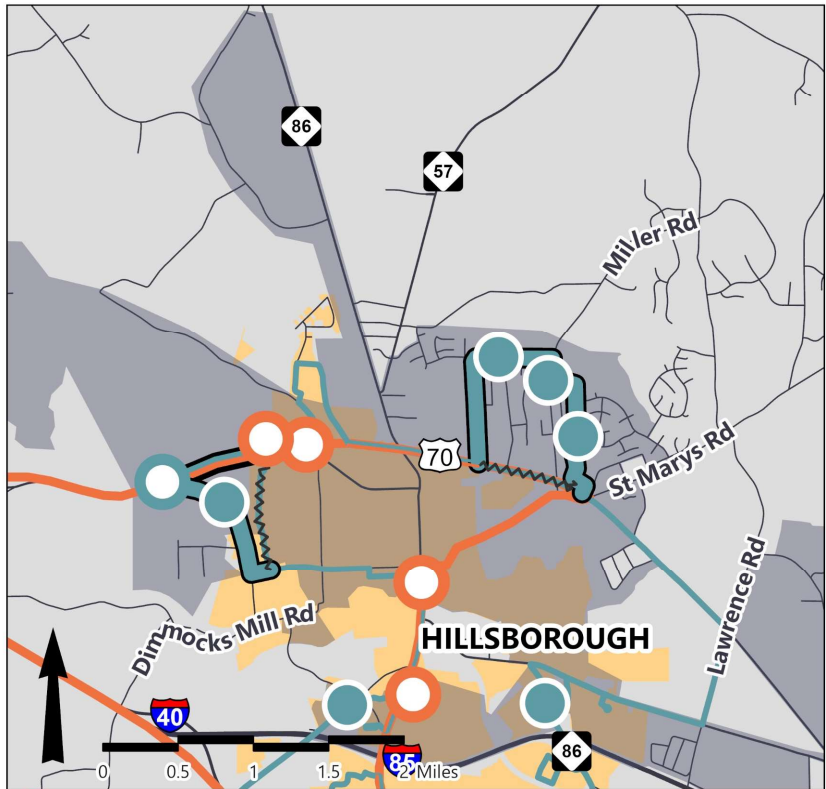 86
57
Miller Rd
70
St Marys Rd
Lawrence Rd
Dimmocks Mill Rd
HILLSBOROUGH
40
86
85
0 0.5 1 1.5 2 Miles